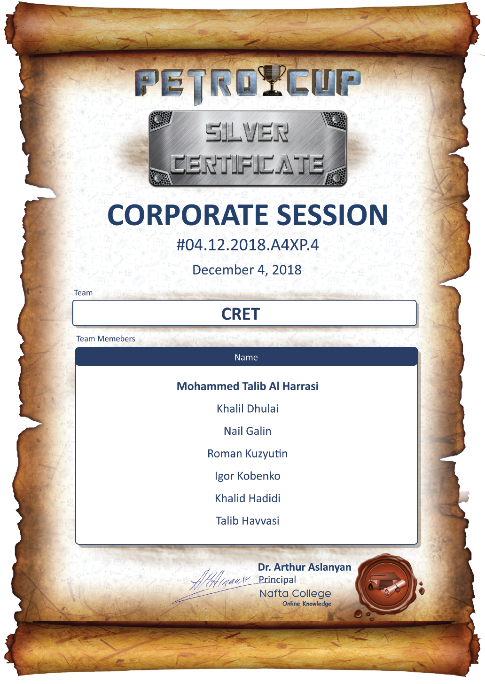 PETRO CUP
SILVER
CERTIFICATE
CORPORATE SESSION
#04.12.2018.A4XP.4
December 4, 2018
Team
CRET
Team Memebers
Name
Mohammed Talib Al Harrasi
Khalil Dhulai
Nail Galin
Roman Kuzyutin
Igor Kobenko
Khalid Hadidi
Talib Havvasi
Dr. Arthur Aslanyan
Principal
Nafta College
Online Knowledge